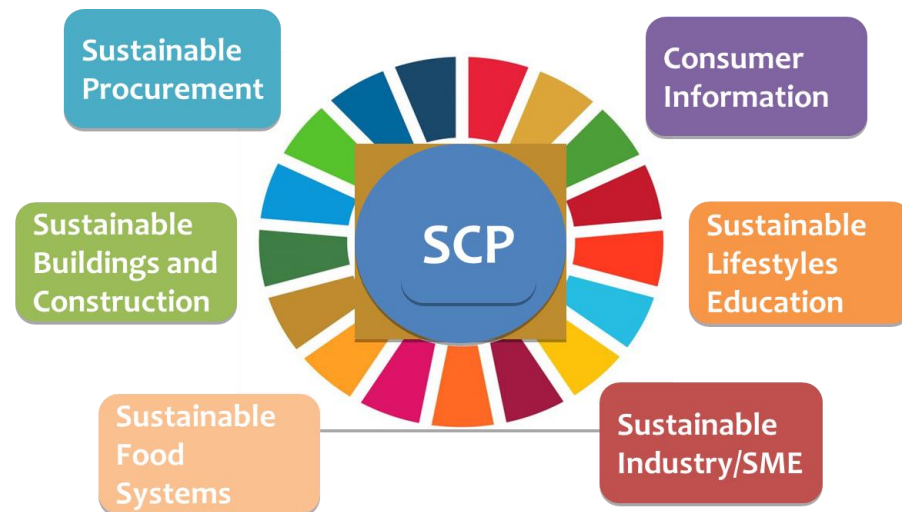 Sustainable
Procurement
Consumer
Information
Sustainable
Buildings and
Construction
SCP
Sustainable
Lifestyles
Education
Sustainable
Food
Systems
Sustainable
Industry/SME